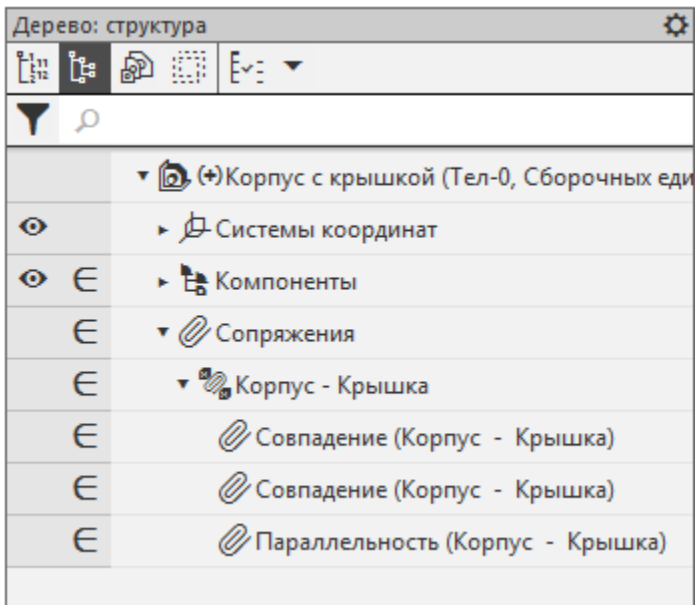 Дерево: структура
(+)Корпус с крышкой (Тел-0, Сборочных еди
Системы координат
Компоненты
Сопряжения
Корпус - Крышка
Совпадение (Корпус - Крышка)
Совпадение (Корпус - Крышка)
Параллельность (Корпус - Крышка)